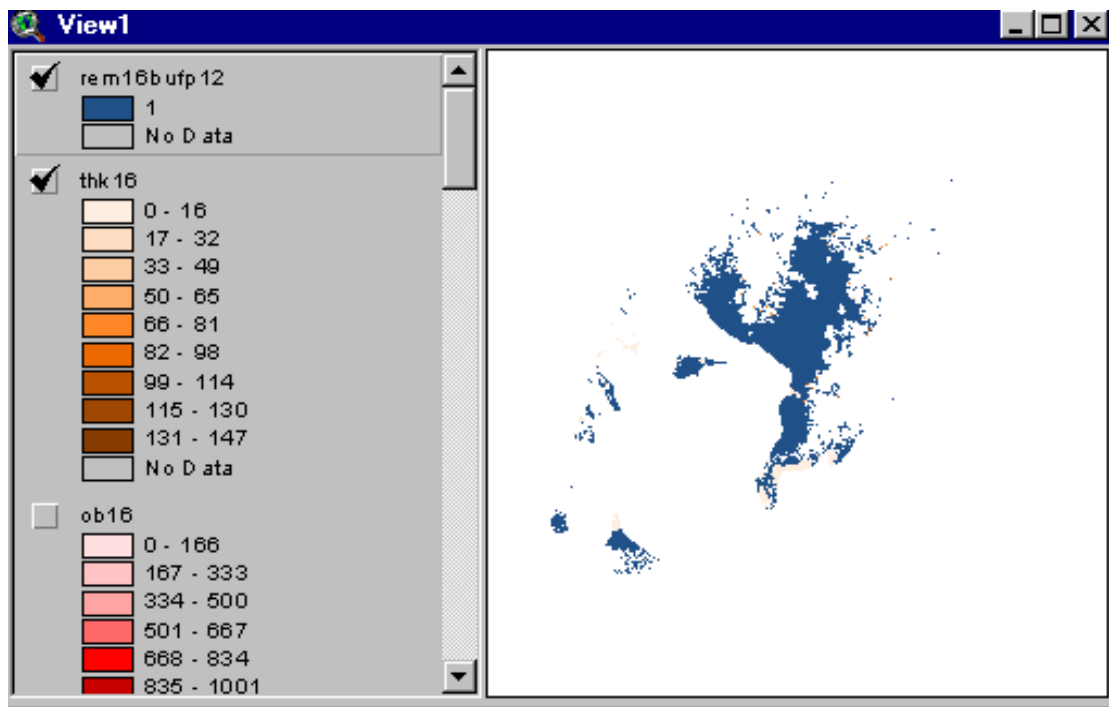 View1
rem16bufp12
1
No Data
thk16
0 - 16
17 - 32
33 - 49
50 - 65
66 - 81
82 - 98
99 - 114
115 - 130
131 - 147
No Data
ob16
0 - 166
167 - 333
334 - 500
501 - 667
668 - 834
835 - 1001